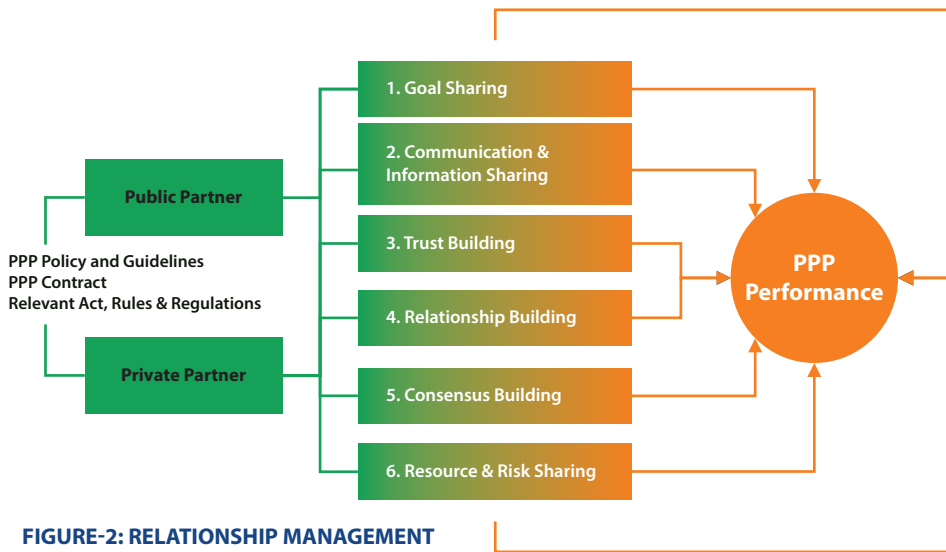 1. Goal Sharing
2. Communication &
Information Sharing
Public Partner
3. Trust Building
PPP Policy and Guidelines
PPP Contract
Relevant Act, Rules & Regulations
PPP
Performance
4. Relationship Building
Private Partner
5. Consensus Building
6. Resource & Risk Sharing
FIGURE-2: RELATIONSHIP MANAGEMENT